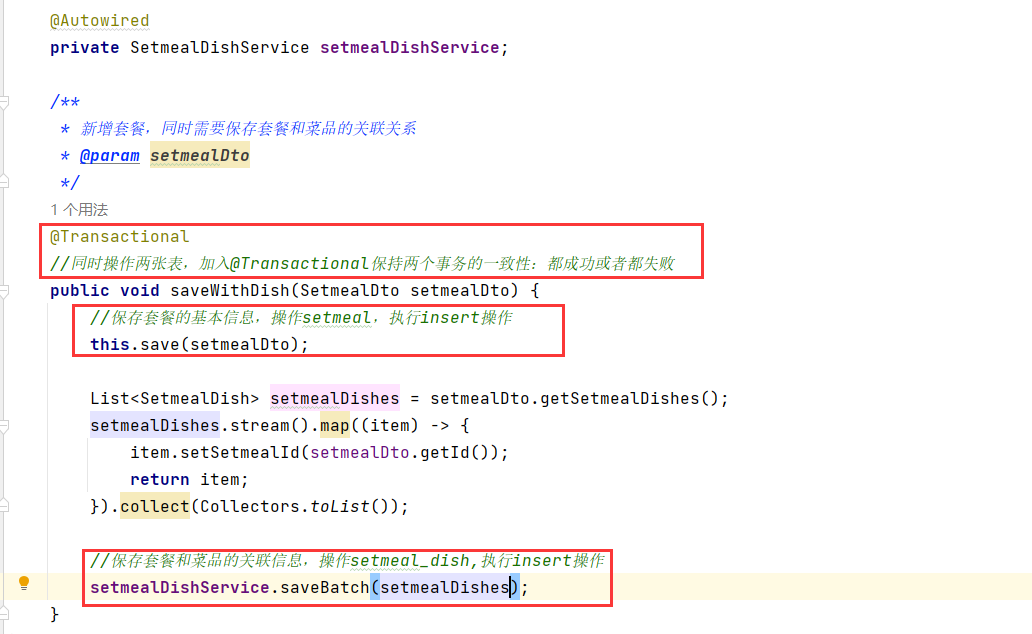 @Autowired
private SetmealDishService setmealDishService;
/**
* 新增套餐，同时需要保存套餐和菜品的关联关系
* @param setmealDto
*/
1 个用法
@Transactional
//同时操作两张表，加入@Transactional保持两个事务的一致性：都成功或者都失败
public void saveWithDish(SetmealDto setmealDto) {
//保存套餐的基本信息，操作setmeal，执行insert操作
this.save(setmealDto);
List<SetmealDish> setmealDishes = setmealDto.getSetmealDishes();
setmealDishes.stream().map((item) -> {
item.setSetmealId(setmealDto.getId());
return item;
}).collect(Collectors.toList());
//保存套餐和菜品的关联信息，操作setmeal_dish,执行insert操作
setmealDishService.saveBatch(setmealDishes);
}